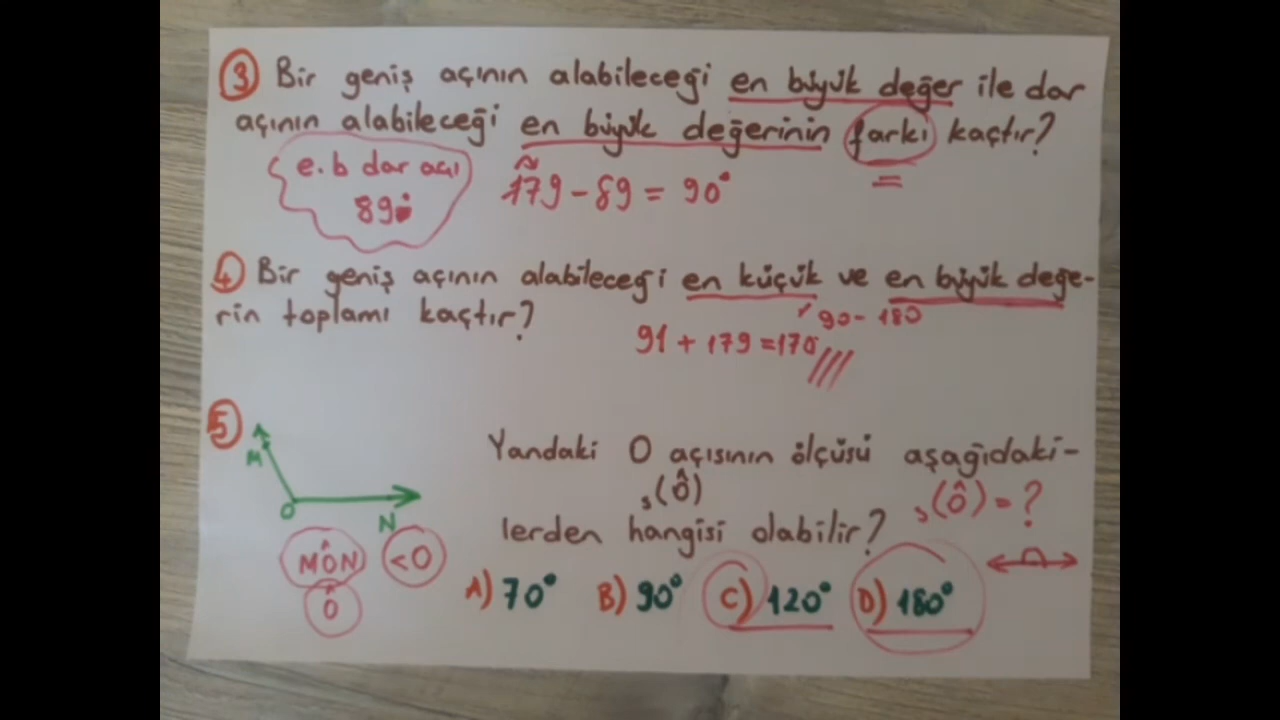 3 Bir geniş açının alabileceği en büyük değer ile dar
açının alabileceği en büyük değerinin farkı kaçtır?
e.b dar açı
89°
179 - 89 = 90°
4 Bir geniş açının alabileceği en küçük ve en büyük değe-
rin toplamı kaçtır?
90 - 180
91 + 179 = 170
5
M
O
N
MÔN
<O
Ô
Yandaki O açısının ölçüsü aşağıdaki-
s(Ô)
lerden hangisi olabilir?
s(Ô) = ?
A) 70° B) 90° C) 120° D) 180°